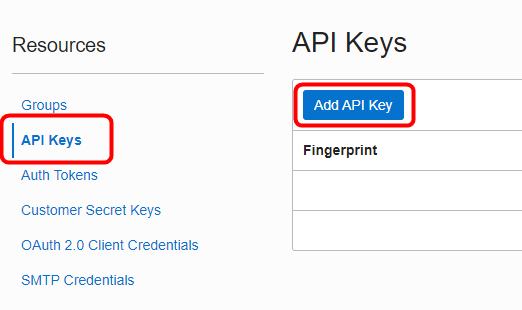 Resources
Groups
API Keys
Auth Tokens
Customer Secret Keys
OAuth 2.0 Client Credentials
SMTP Credentials
API Keys
Add API Key
Fingerprint